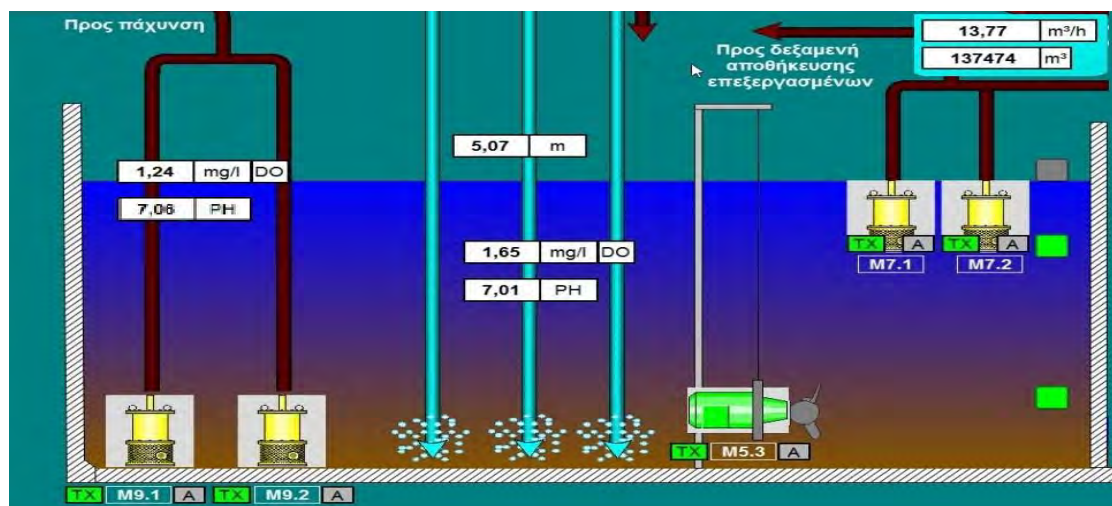 Προς πάχυνση
13,77 m³/h
137474 m³
Προς δεξαμενή
αποθήκευσης
επεξεργασμένων
5,07 m
1,24 mg/l DO
7,06 PH
1,65 mg/l DO
7,01 PH
TX A TX A
M7.1 M7.2
TX M5.3 A
TX M9.1 A TX M9.2 A